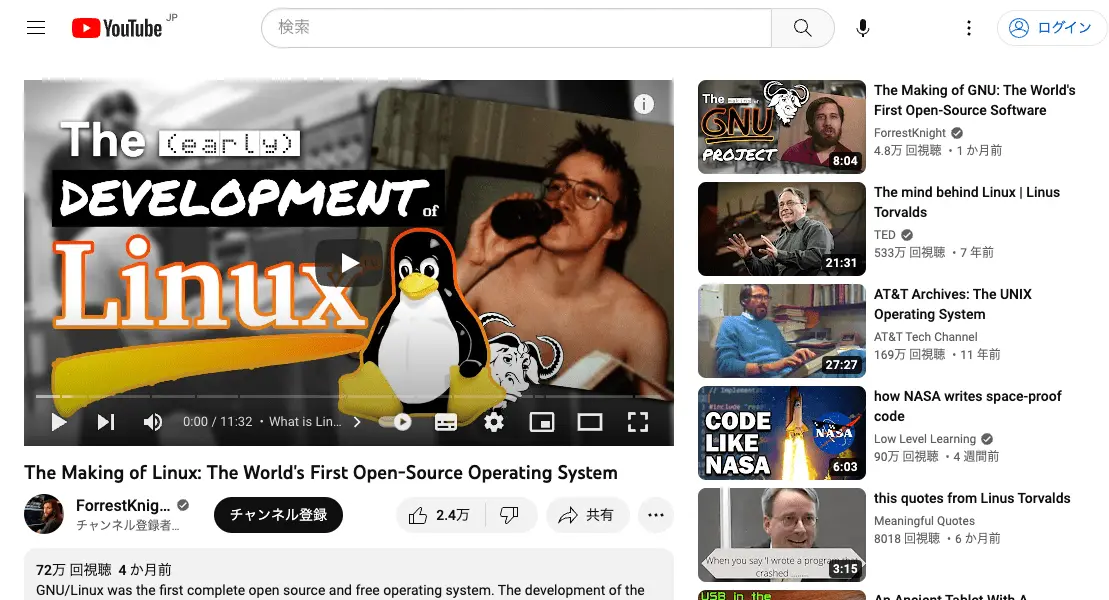 YouTube JP
検索
ログイン
The (early)
DEVELOPMENT of
Linux
0:00 / 11:32 ・ What is Lin...
The Making of Linux: The World's First Open-Source Operating System
ForrestKnig...
チャンネル登録者...
チャンネル登録
2.4万
共有
72万 回視聴 4 か月前
GNU/Linux was the first complete open source and free operating system. The development of the
The GNU PROJECT
8:04
The Making of GNU: The World's First Open-Source Software
ForrestKnight
4.8万 回視聴 ・1 か月前
21:31
The mind behind Linux | Linus Torvalds
TED
533万 回視聴 ・7 年前
27:27
AT&T Archives: The UNIX Operating System
AT&T Tech Channel
169万 回視聴 ・11 年前
CODE
LIKE
NASA
NASA
6:03
how NASA writes space-proof code
Low Level Learning
90万 回視聴 ・4 週間前
When you say "I wrote a program that
crashed
3:15
this quotes from Linus Torvalds
Meaningful Quotes
8018 回視聴 ・6 か月前
USB in the
An Ancient Tablet With A